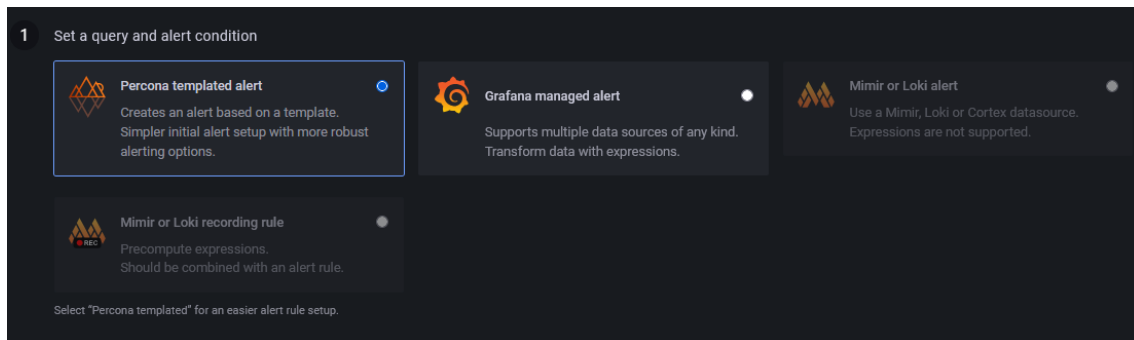 1 Set a query and alert condition
Percona templated alert
Creates an alert based on a template.
Simpler initial alert setup with more robust
alerting options.
Grafana managed alert
Supports multiple data sources of any kind.
Transform data with expressions.
Mimir or Loki alert
Use a Mimir, Loki or Cortex datasource.
Expressions are not supported.
REC
Mimir or Loki recording rule
Precompute expressions.
Should be combined with an alert rule.
Select “Percona templated” for an easier alert rule setup.